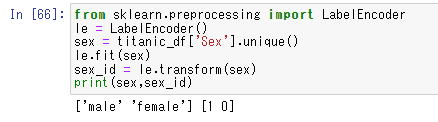 In [66]: from sklearn.preprocessing import LabelEncoder
le = LabelEncoder()
sex = titanic_df['Sex'].unique()
le.fit(sex)
sex_id = le.transform(sex)
print(sex,sex_id)
['male' 'female'] [1 0]